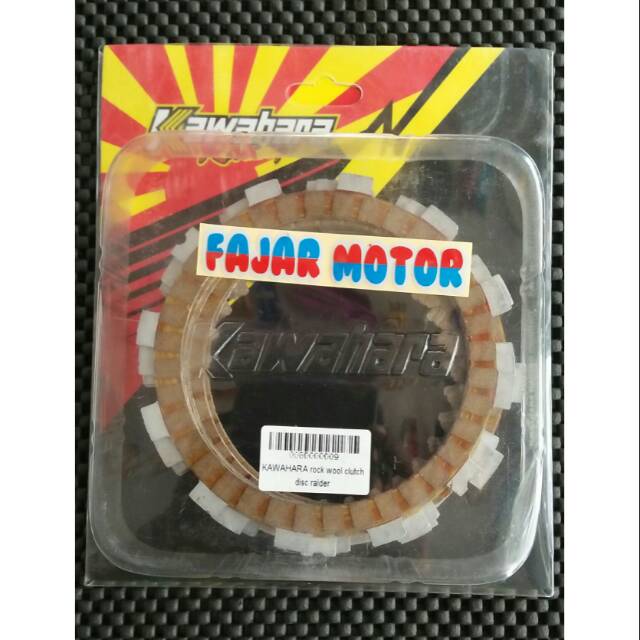 Kawahara
FAJAR MOTOR
Kawahara
KAWAHARA rock wool clutch
disc raider